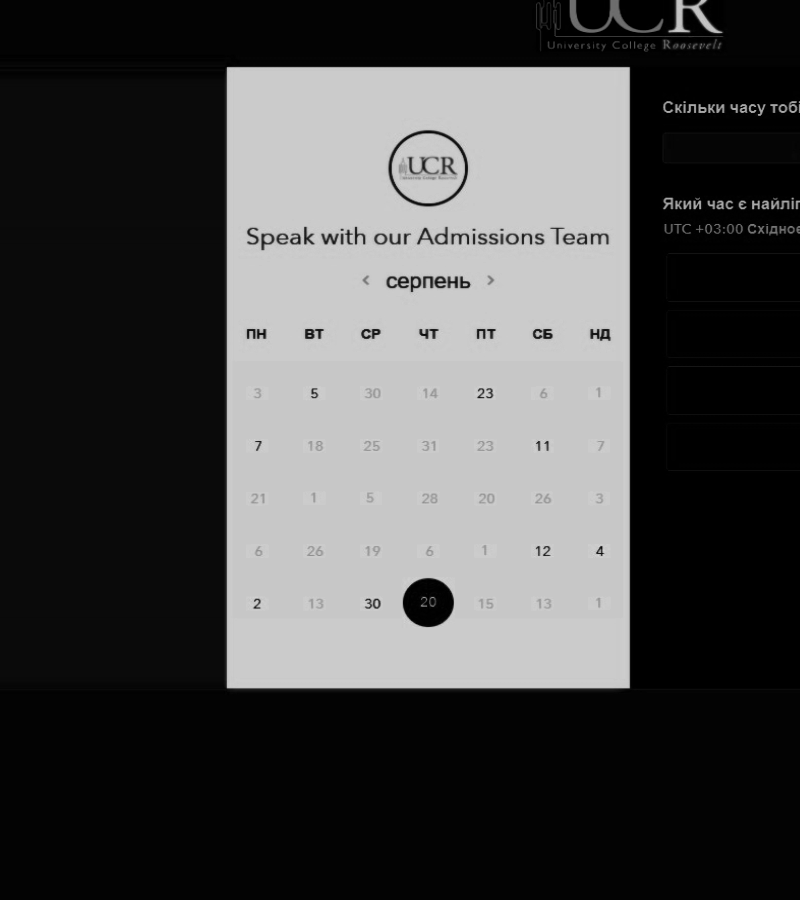 UCR
University College Roosevelt
UCR
Speak with our Admissions Team
‹ серпень ›
ПН ВТ СР ЧТ ПТ СБ НД
3 5 30 14 23 6 1
7 18 25 31 23 11 7
21 1 5 28 20 26 3
6 26 19 6 1 12 4
2 13 30 20 15 13 1
Скільки часу тобі
Який час є найліп
UTC +03:00 Східноє